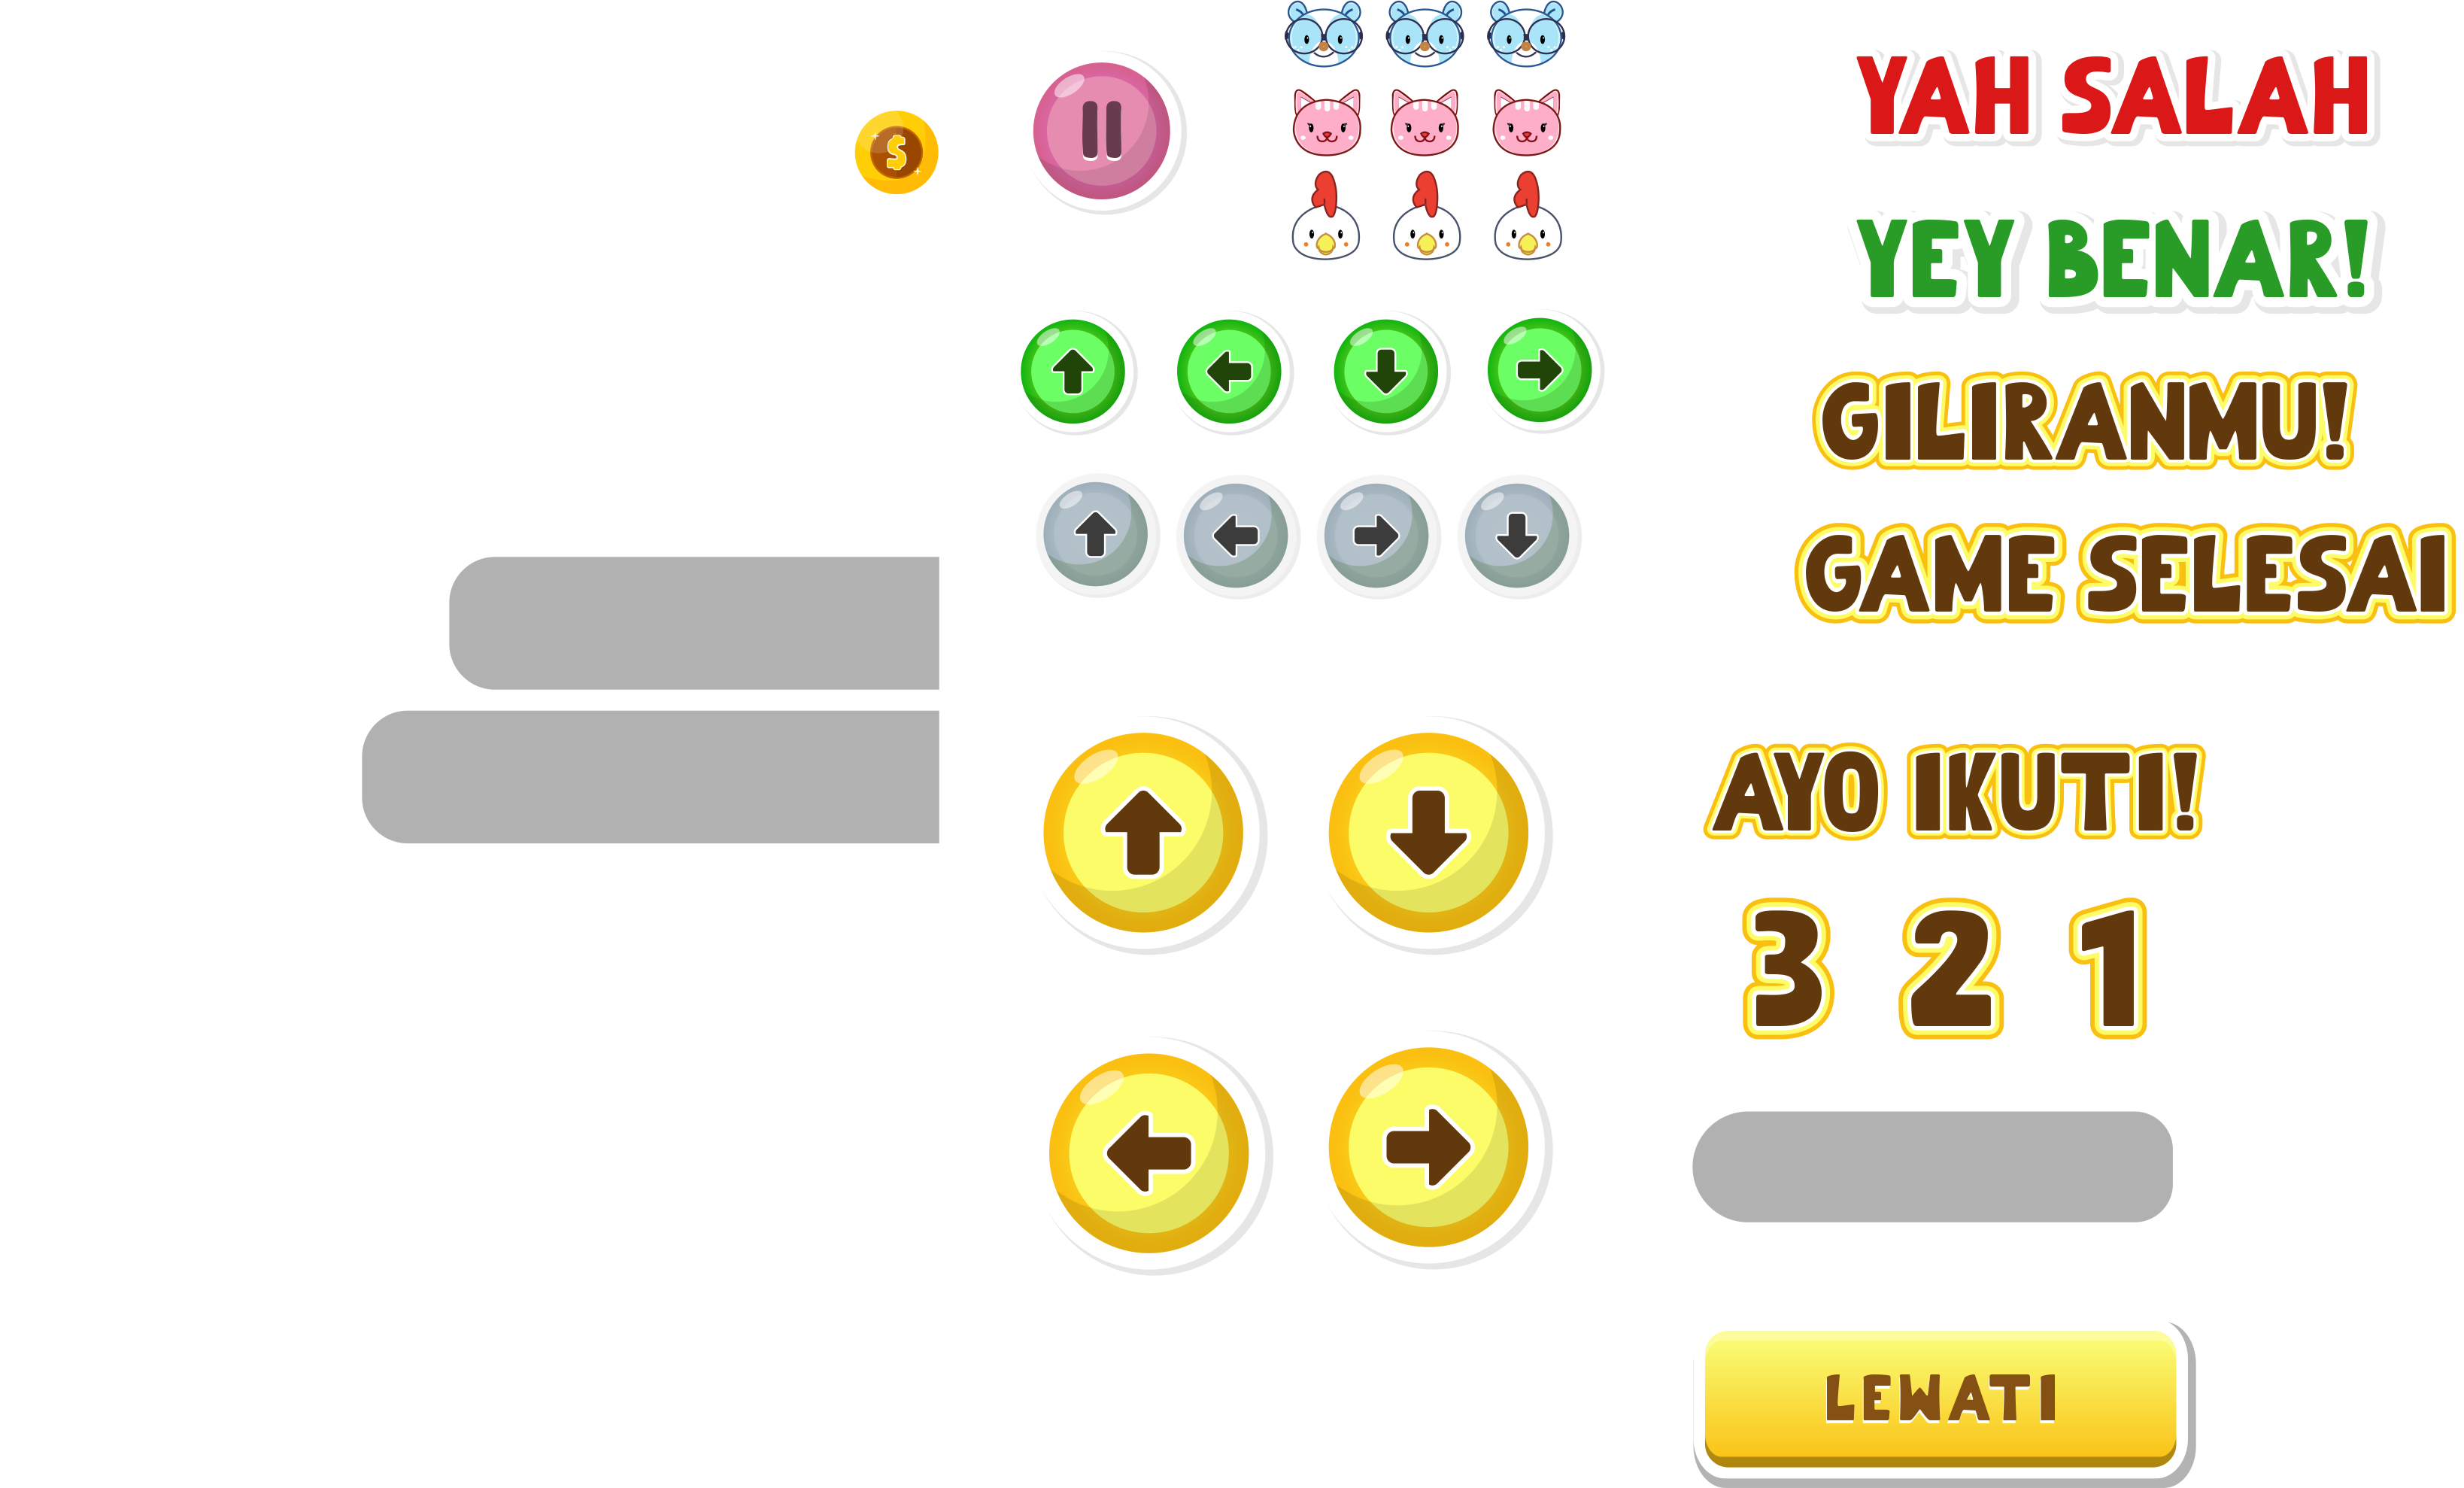 $
YAH SALAH
YEY BENAR!
GILIRANMU!
GAME SELESAI
AYO IKUTI!
3 2 1
LEWATI